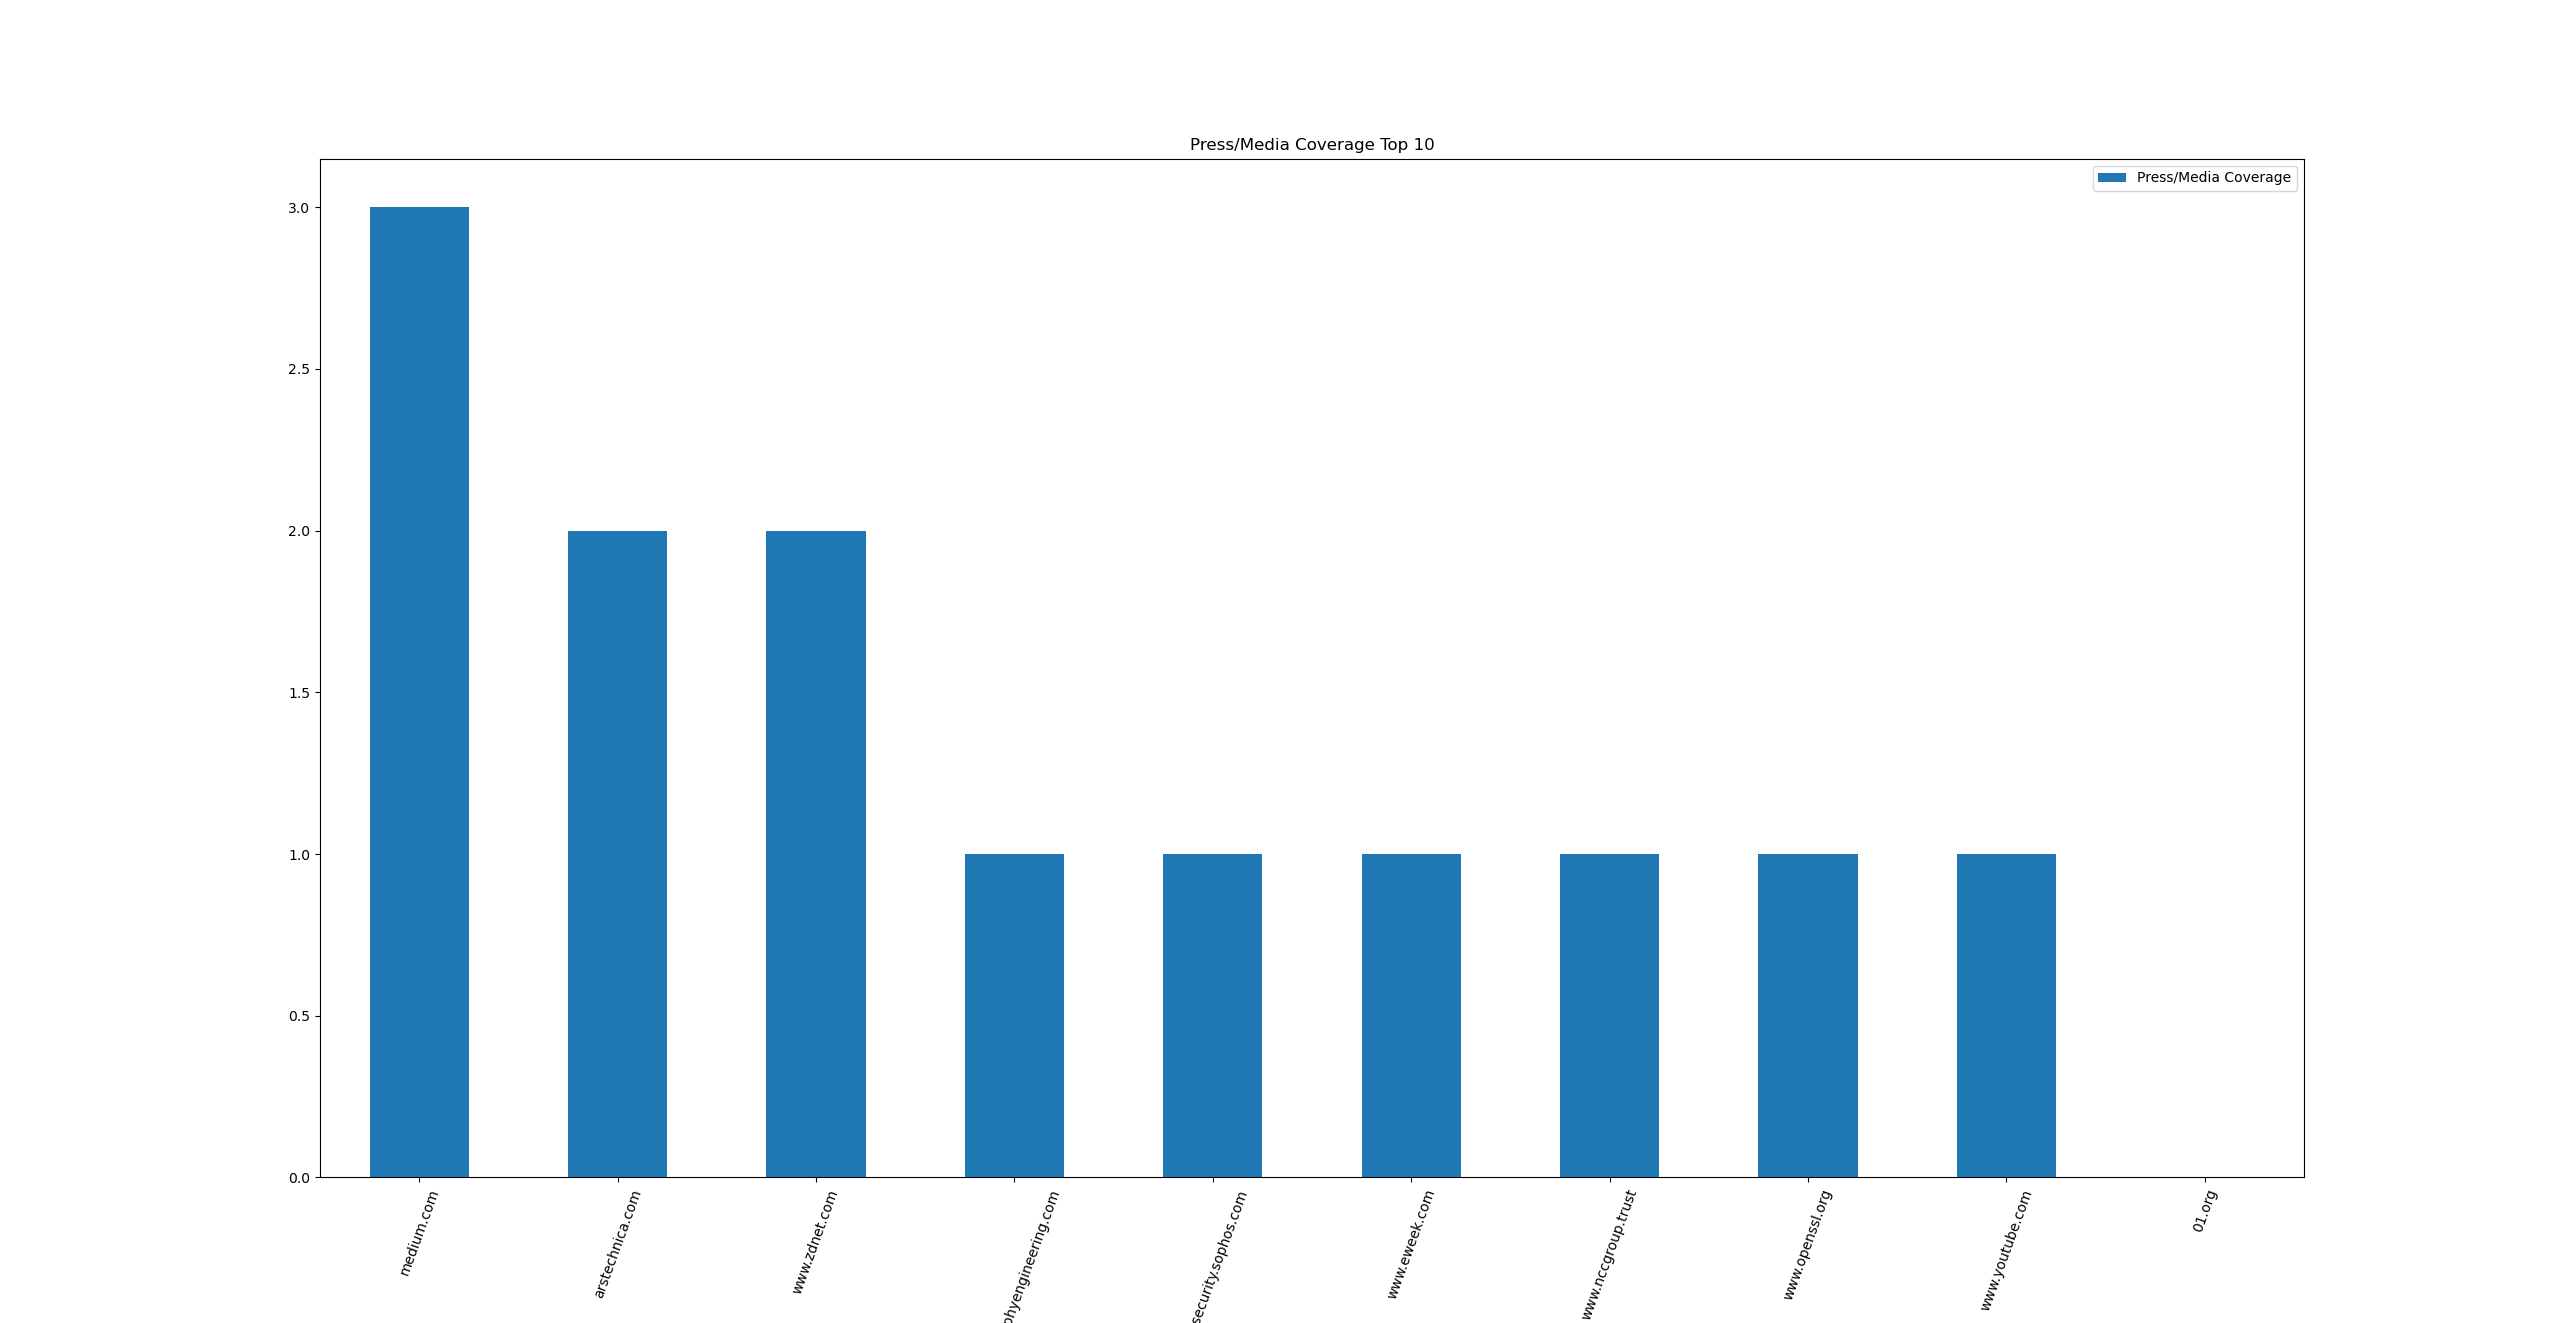 Press/Media Coverage Top 10
Press/Media Coverage
3.0
2.5
2.0
1.5
1.0
0.5
0.0
medium.com
arstechnica.com
www.zdnet.com
phyengineering.com
security.sophos.com
www.eweek.com
www.nccgroup.trust
www.openssl.org
www.youtube.com
01.org